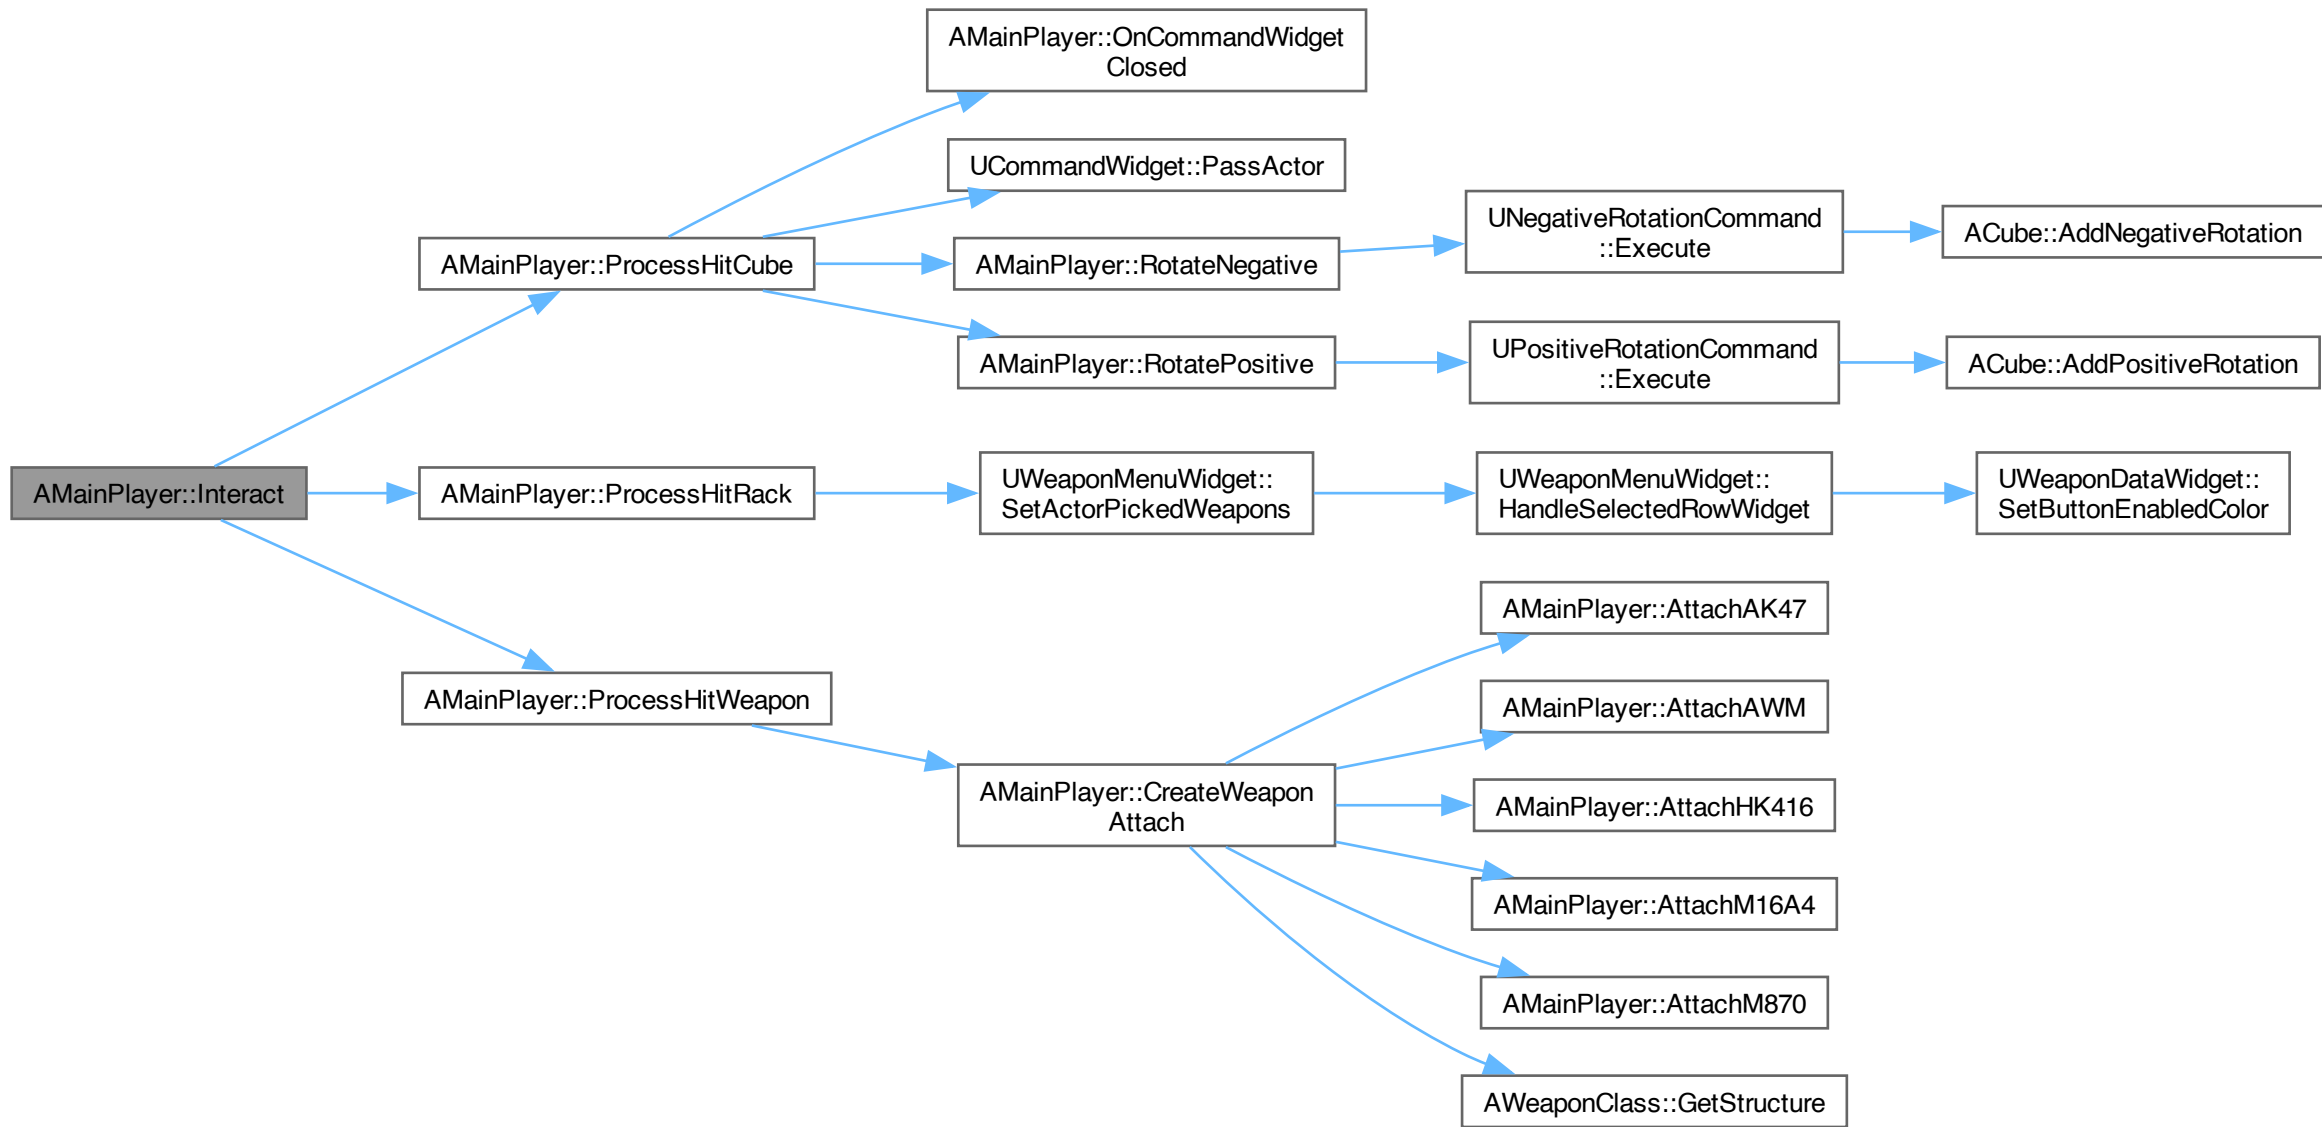 AMainPlayer::OnCommandWidget
Closed
UCommandWidget::PassActor
UNegativeRotationCommand
::Execute
ACube::AddNegativeRotation
AMainPlayer::ProcessHitCube
AMainPlayer::RotateNegative
UPositiveRotationCommand
::Execute
ACube::AddPositiveRotation
AMainPlayer::RotatePositive
AMainPlayer::Interact
AMainPlayer::ProcessHitRack
UWeaponMenuWidget::
SetActorPickedWeapons
UWeaponMenuWidget::
HandleSelectedRowWidget
UWeaponDataWidget::
SetButtonEnabledColor
AMainPlayer::AttachAK47
AMainPlayer::ProcessHitWeapon
AMainPlayer::AttachAWM
AMainPlayer::CreateWeapon
Attach
AMainPlayer::AttachHK416
AMainPlayer::AttachM16A4
AMainPlayer::AttachM870
AWeaponClass::GetStructure